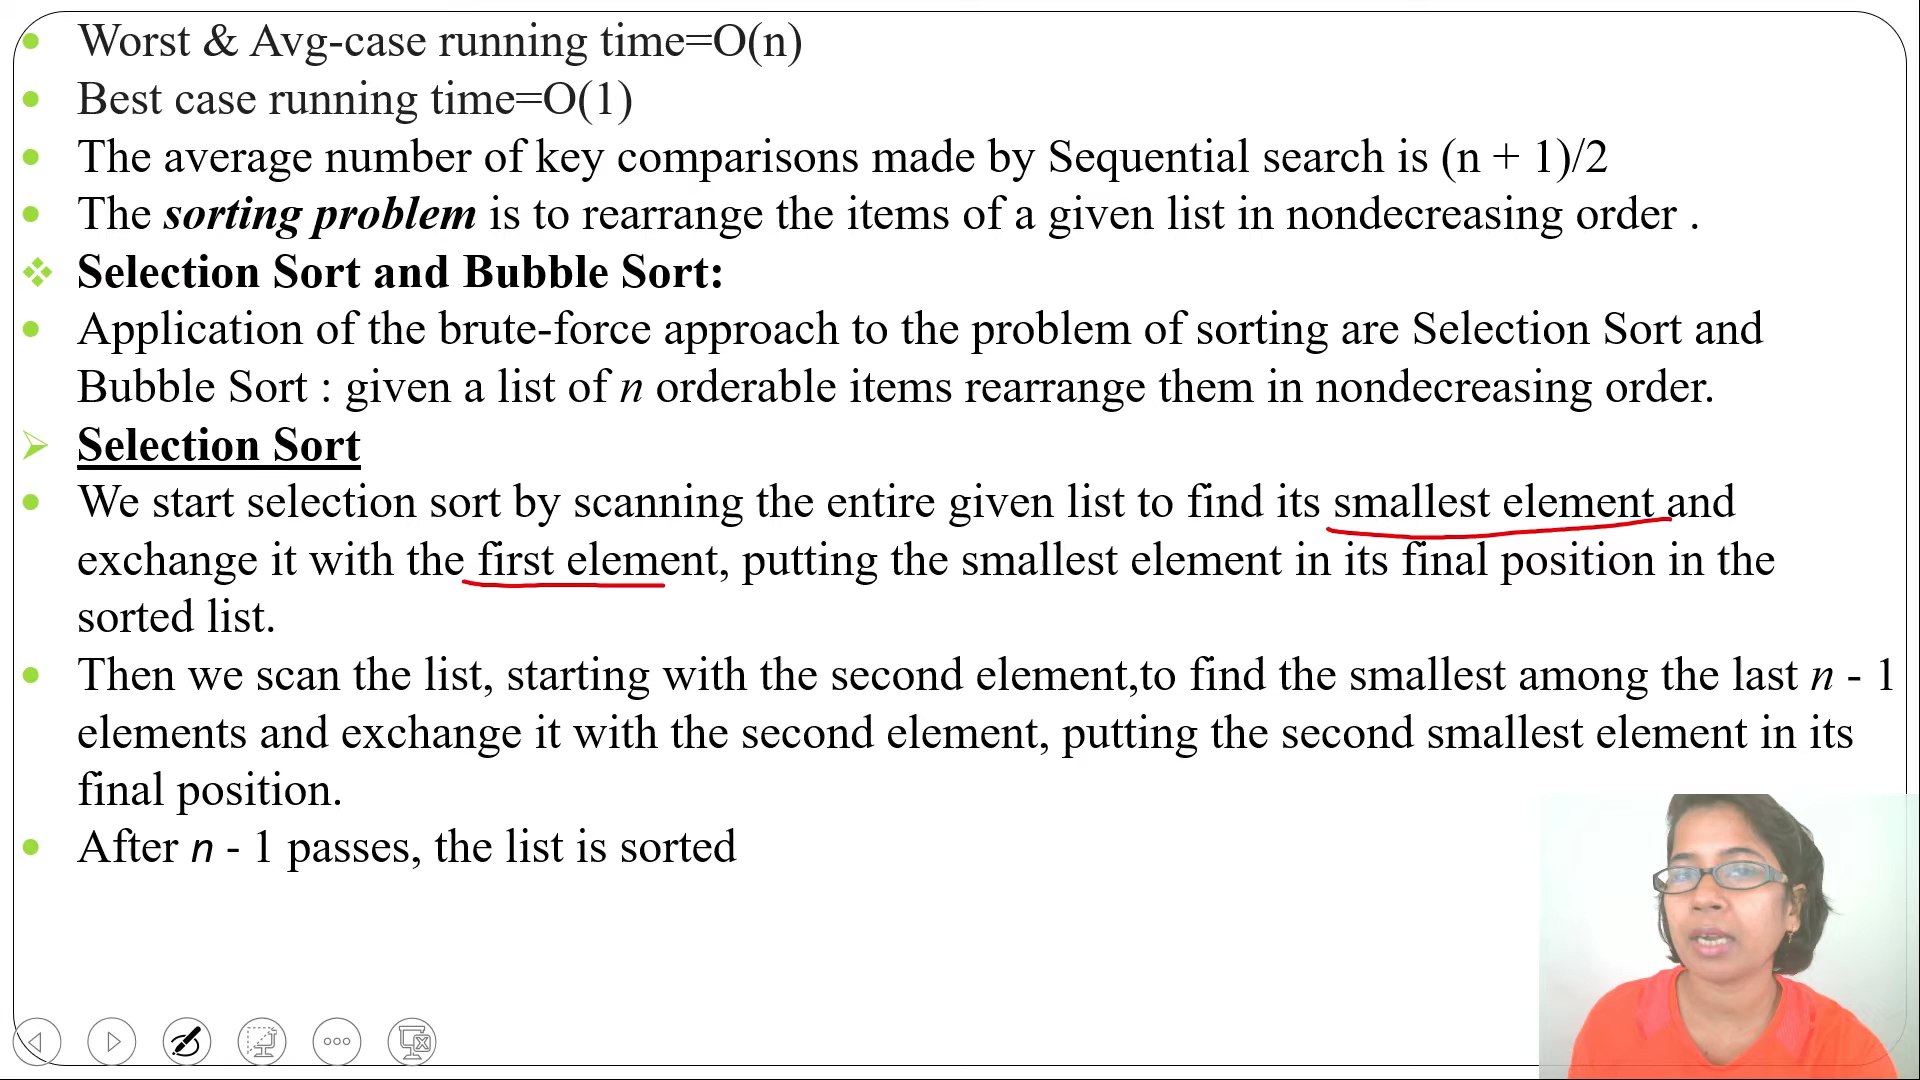 Worst & Avg-case running time=O(n)
Best case running time=O(1)
The average number of key comparisons made by Sequential search is (n + 1)/2
The sorting problem is to rearrange the items of a given list in nondecreasing order .
Selection Sort and Bubble Sort:
Application of the brute-force approach to the problem of sorting are Selection Sort and
Bubble Sort : given a list of n orderable items rearrange them in nondecreasing order.
Selection Sort
We start selection sort by scanning the entire given list to find its smallest element and
exchange it with the first element, putting the smallest element in its final position in the
sorted list.
Then we scan the list, starting with the second element,to find the smallest among the last n - 1
elements and exchange it with the second element, putting the second smallest element in its
final position.
After n - 1 passes, the list is sorted